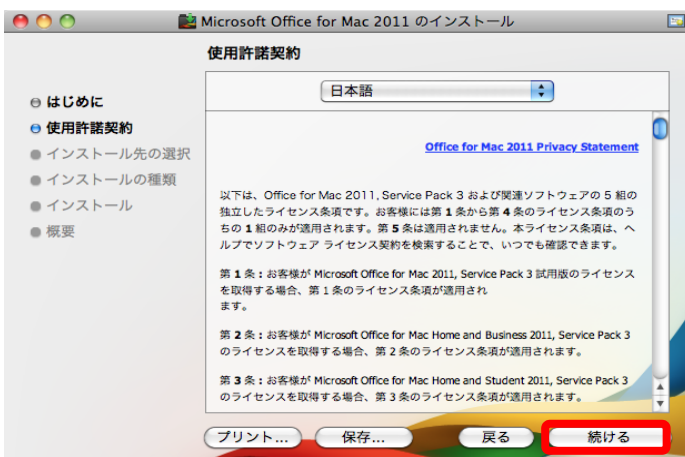 Microsoft Office for Mac 2011 のインストール
使用許諾契約
はじめに
使用許諾契約
インストール先の選択
インストールの種類
インストール
概要
日本語
Office for Mac 2011 Privacy Statement
以下は、Office for Mac 2011, Service Pack 3 および関連ソフトウェアの 5 組の
独立したライセンス条項です。お客様には第 1 条から第 4 条のライセンス条項のう
ちの 1 組のみが適用されます。第 5 条は適用されません。本ライセンス条項は、ヘ
ルプでソフトウェア ライセンス契約を検索することで、いつでも確認できます。
第 1 条：お客様が Microsoft Office for Mac 2011, Service Pack 3 試用版のライセンス
を取得する場合、第 1 条のライセンス条項が適用され
ます。
第 2 条：お客様が Microsoft Office for Mac Home and Business 2011, Service Pack 3
のライセンスを取得する場合、第 2 条のライセンス条項が適用されます。
第 3 条：お客様が Microsoft Office for Mac Home and Student 2011, Service Pack 3
のライセンスを取得する場合、第 3 条のライセンス条項が適用されます。
プリント... 保存... 戻る 続ける